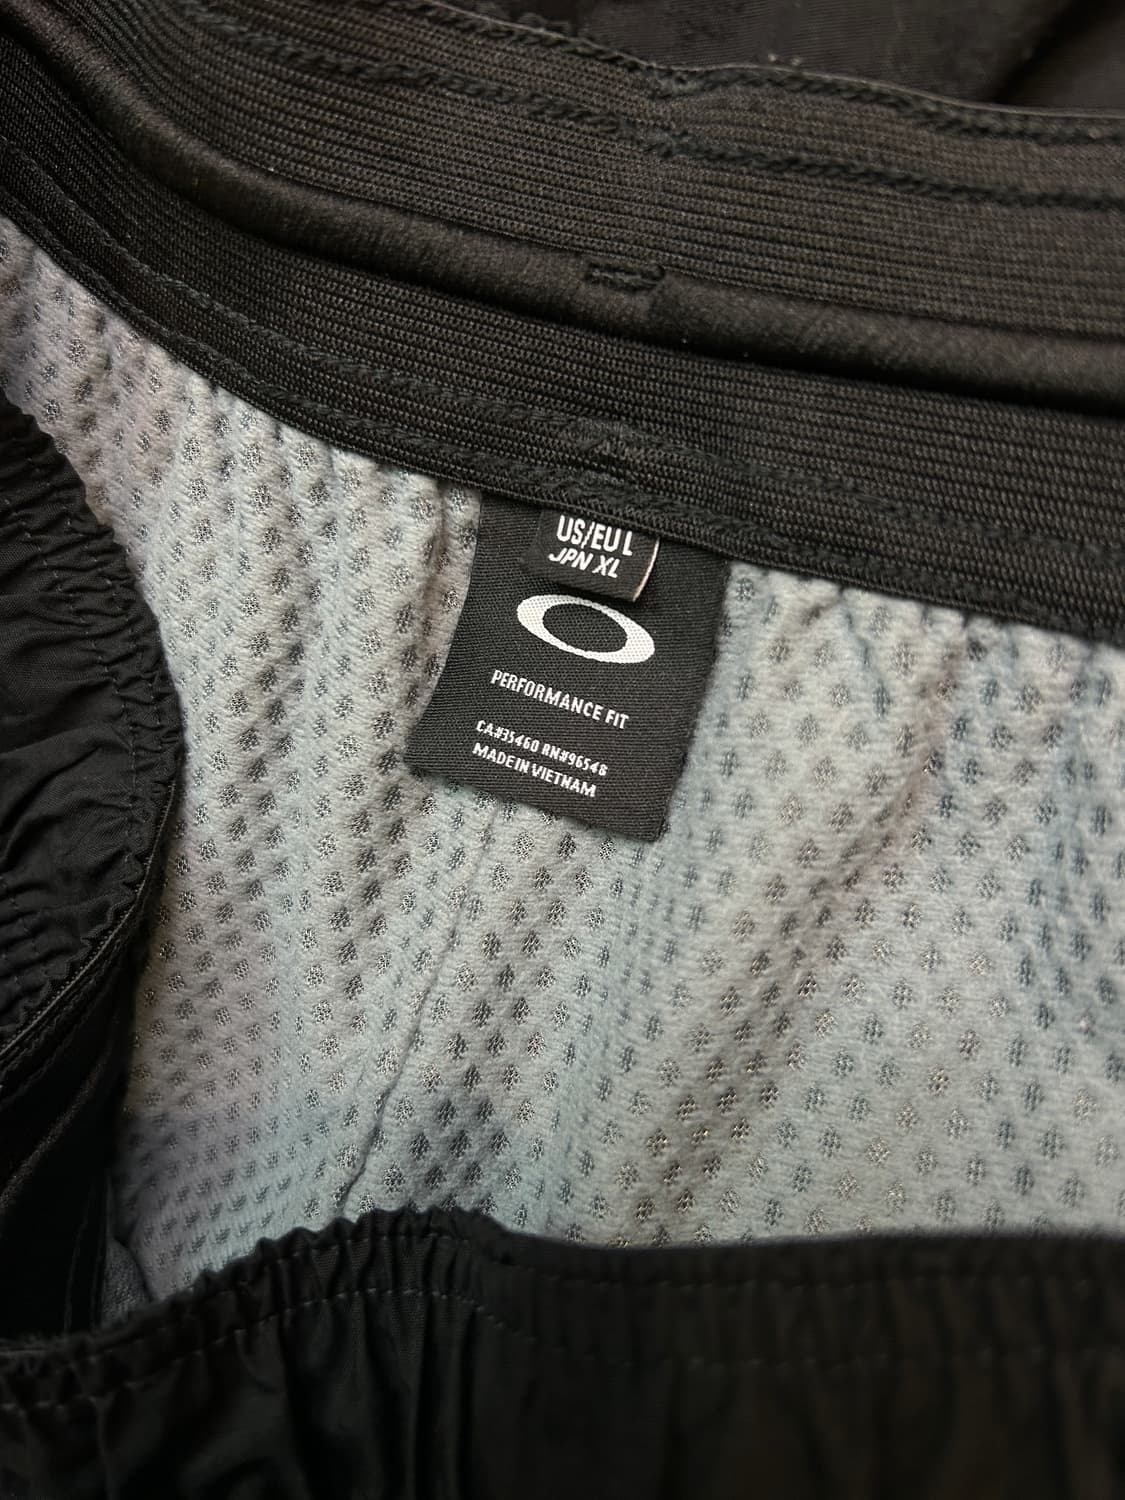 US/EU L
JPN XL
PERFORMANCE FIT
CA#35460 RN#96548
MADE IN VIETNAM